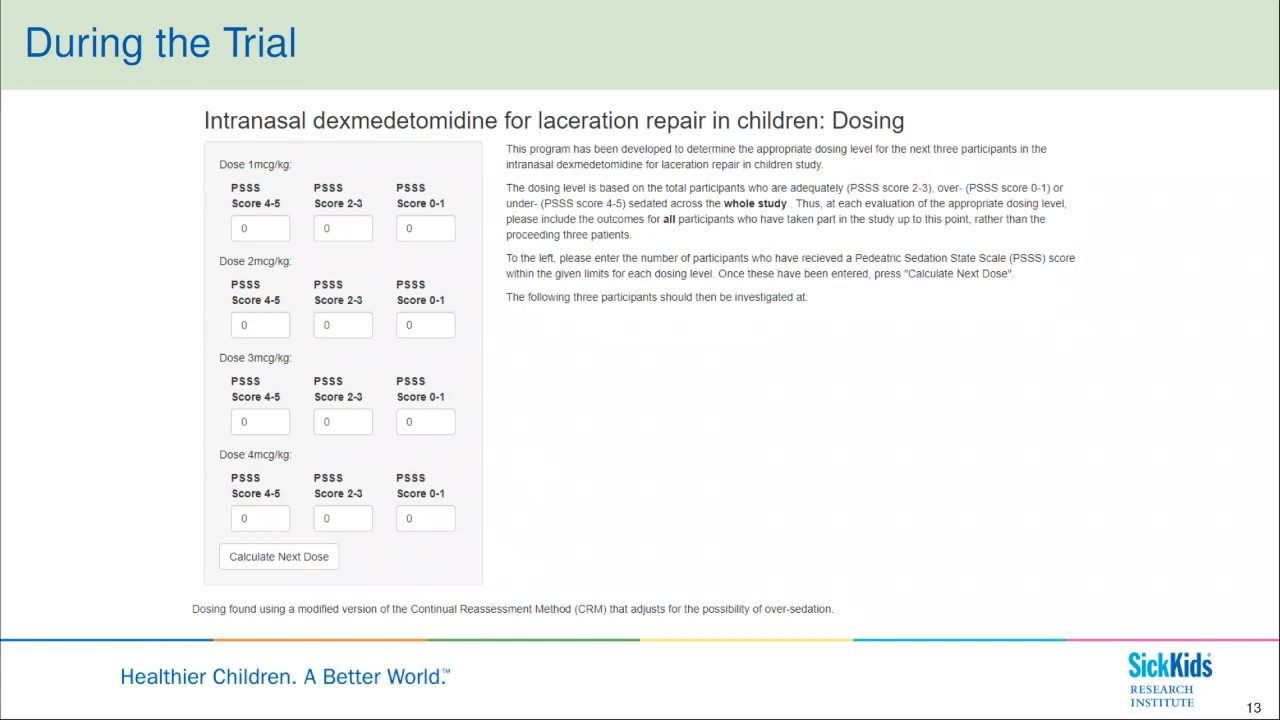 During the Trial
Intranasal dexmedetomidine for laceration repair in children: Dosing
Dose 1mcg/kg:
PSSS PSSS PSSS
Score 4-5 Score 2-3 Score 0-1
0 0 0
Dose 2mcg/kg:
PSSS PSSS PSSS
Score 4-5 Score 2-3 Score 0-1
0 0 0
Dose 3mcg/kg:
PSSS PSSS PSSS
Score 4-5 Score 2-3 Score 0-1
0 0 0
Dose 4mcg/kg:
PSSS PSSS PSSS
Score 4-5 Score 2-3 Score 0-1
0 0 0
Calculate Next Dose
This program has been developed to determine the appropriate dosing level for the next three participants in the
intranasal dexmedetomidine for laceration repair in children study.
The dosing level is based on the total participants who are adequately (PSSS score 2-3), over- (PSSS score 0-1) or
under- (PSSS score 4-5) sedated across the whole study . Thus, at each evaluation of the appropriate dosing level,
please include the outcomes for all participants who have taken part in the study up to this point, rather than the
proceeding three patients.
To the left, please enter the number of participants who have recieved a Pedeatric Sedation State Scale (PSSS) score
within the given limits for each dosing level. Once these have been entered, press "Calculate Next Dose".
The following three participants should then be investigated at:
Dosing found using a modified version of the Continual Reassessment Method (CRM) that adjusts for the possibility of over-sedation.
Healthier Children. A Better World.™
SickKids®
RESEARCH
INSTITUTE
13